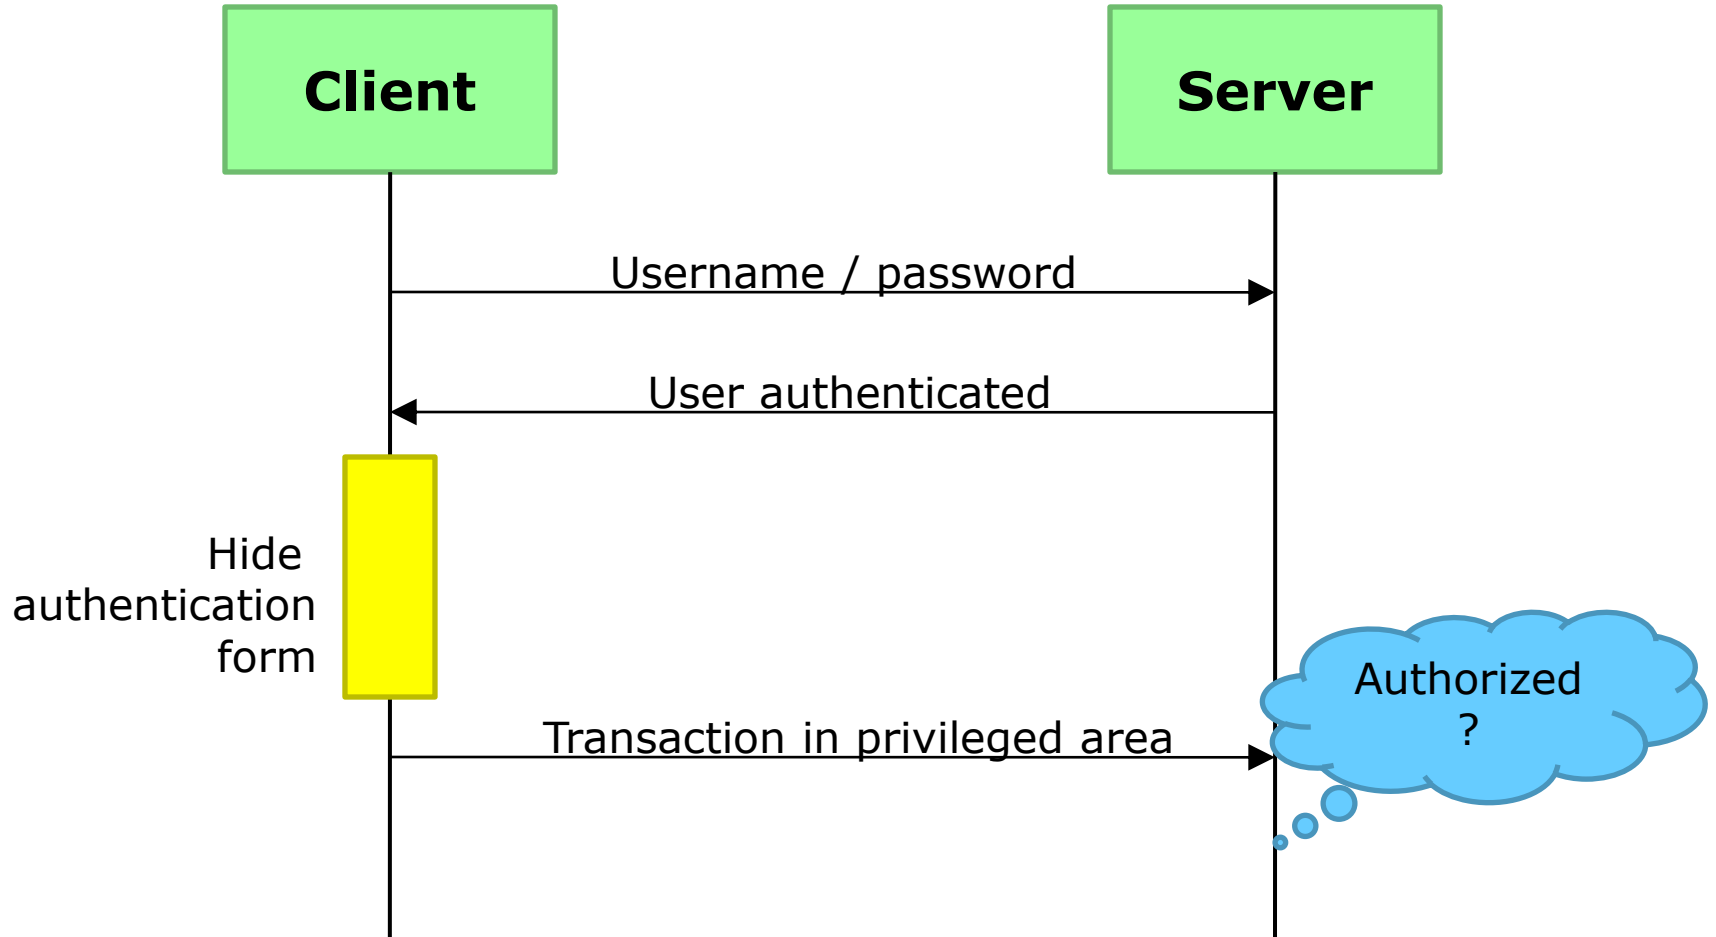 Client
Server
Username / password
User authenticated
Hide
authentication
form
Authorized
?
Transaction in privileged area